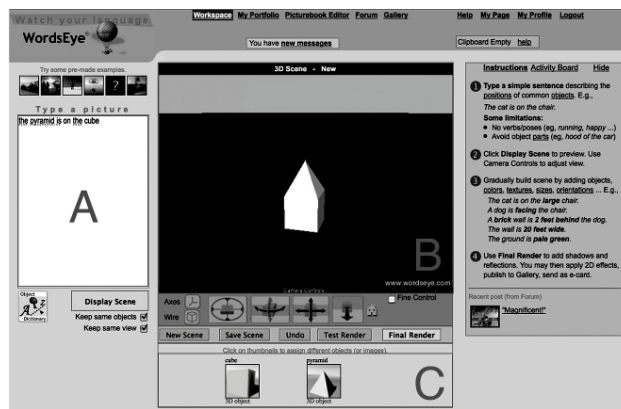 Watch your language
WordsEye®
Workspace My Portfolio Picturebook Editor Forum Gallery
Help My Page My Profile Logout
You have new messages
Clipboard Empty help
Try some pre-made examples.
?
Type a picture
the pyramid is on the cube
A
Object
Dictionary
Display Scene
Keep same objects
Keep same view
3D Scene - New
B
www.wordseye.com
Camera Controls
Axes
Wire
Fine Control
New Scene Save Scene Undo Test Render Final Render
Click on thumbnails to assign different objects (or images).
cube pyramid
3D object 3D object
C
Instructions Activity Board Hide
1 Type a simple sentence describing the
positions of common objects. E.g.,
The cat is on the chair.
Some limitations:
• No verbs/poses (eg, running, happy ...)
• Avoid object parts (eg, hood of the car)
2 Click Display Scene to preview. Use
Camera Controls to adjust view.
3 Gradually build scene by adding objects,
colors, textures, sizes, orientations ... E.g.,
The cat is on the large chair.
A dog is facing the chair.
A brick wall is 2 feet behind the dog.
The wall is 20 feet wide.
The ground is pale green.
4 Use Final Render to add shadows and
reflections. You may then apply 2D effects,
publish to Gallery, send as e-card.
Recent post (from Forum)
"Magnificent!"